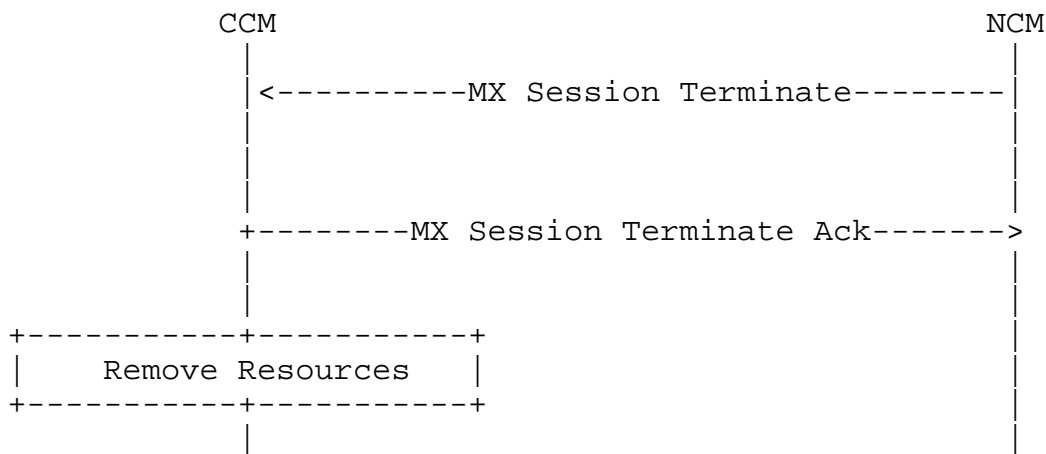 CCM NCM
MX Session Terminate
MX Session Terminate Ack
Remove Resources